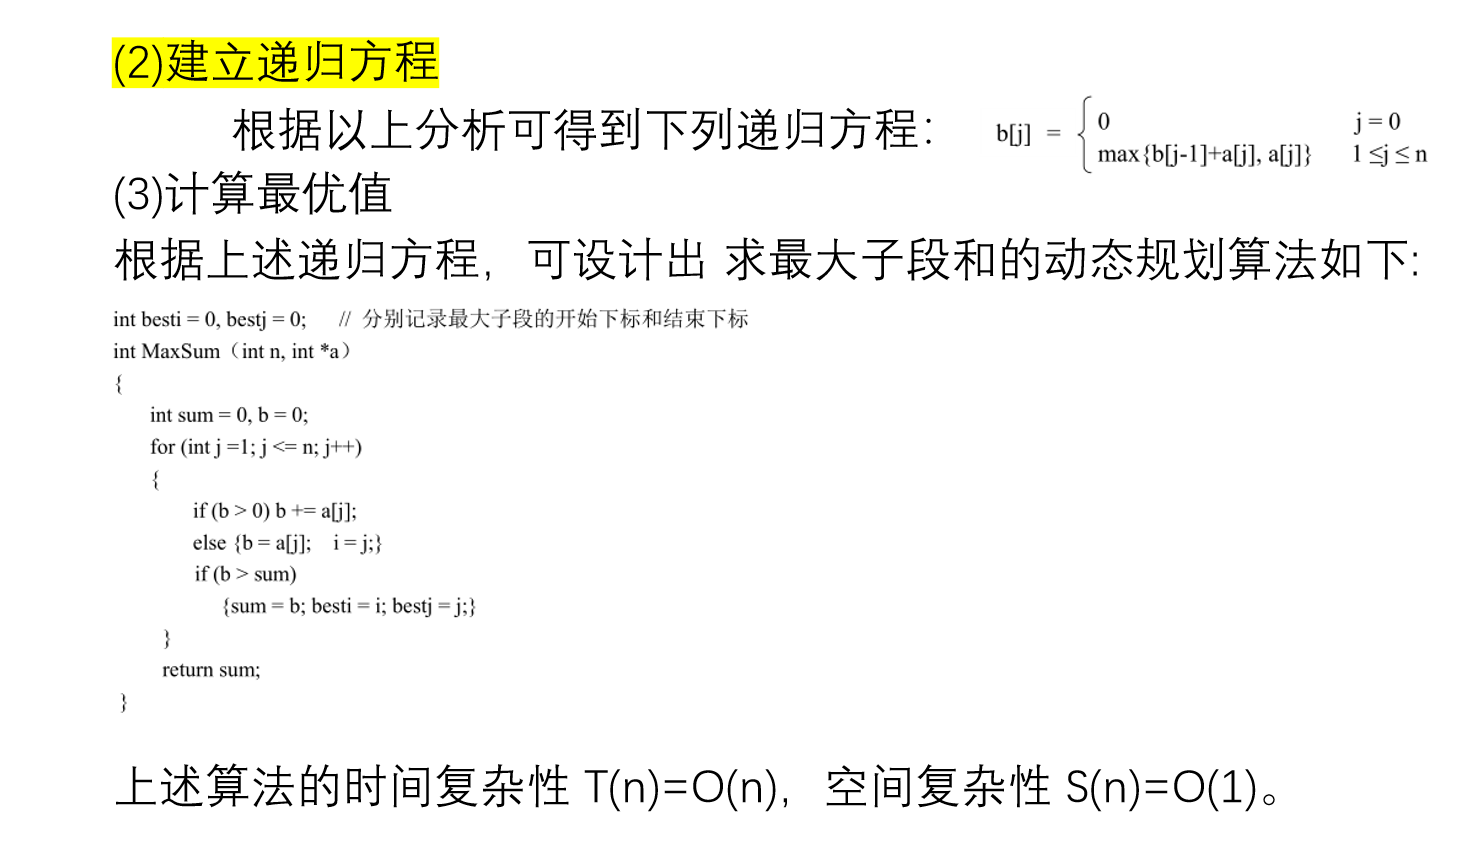 (2)建立递归方程
根据以上分析可得到下列递归方程：
b[j] = { 0 j = 0
max{b[j-1]+a[j], a[j]} 1 ≤j ≤ n
(3)计算最优值
根据上述递归方程，可设计出 求最大子段和的动态规划算法如下:
int besti = 0, bestj = 0; // 分别记录最大子段的开始下标和结束下标
int MaxSum（int n, int *a）
{
int sum = 0, b = 0;
for (int j =1; j <= n; j++)
{
if (b > 0) b += a[j];
else {b = a[j]; i = j;}
if (b > sum)
{sum = b; besti = i; bestj = j;}
}
return sum;
}
上述算法的时间复杂性 T(n)=O(n)，空间复杂性 S(n)=O(1)。